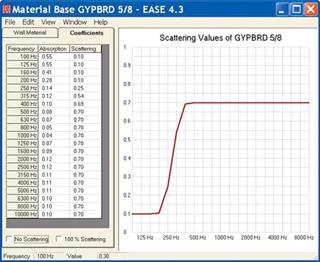 Material Base GYPBRD 5/8 - EASE 4.3
File Edit View Window Help
Wall Material Coefficients
Frequency Absorption Scattering
100 Hz 0.55 0.10
125 Hz 0.55 0.10
160 Hz 0.41 0.10
200 Hz 0.28 0.10
250 Hz 0.14 0.25
315 Hz 0.12 0.54
400 Hz 0.10 0.69
500 Hz 0.08 0.70
630 Hz 0.07 0.70
800 Hz 0.05 0.70
1000 Hz 0.04 0.70
1250 Hz 0.07 0.70
1600 Hz 0.09 0.70
2000 Hz 0.12 0.70
2500 Hz 0.12 0.70
3150 Hz 0.11 0.70
4000 Hz 0.11 0.70
5000 Hz 0.11 0.70
6300 Hz 0.10 0.70
8000 Hz 0.10 0.70
10000 Hz 0.10 0.70
No Scattering 100 % Scattering
Frequency 100 Hz Value 0.30
Scattering Values of GYPBRD 5/8
1
0.9
0.8
0.7
0.6
0.5
0.4
0.3
0.2
0.1
0
125 Hz 250 Hz 500 Hz 1000 Hz 2000 Hz 4000 Hz 8000 Hz